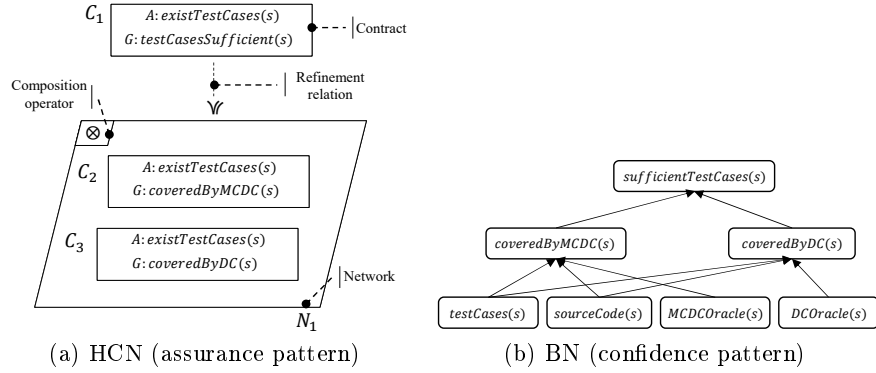 C₁
A: existTestCases(s)
G: testCasesSufficient(s)
Contract
Refinement
relation
Composition
operator
⊗
C₂
A: existTestCases(s)
G: coveredByMCDC(s)
C₃
A: existTestCases(s)
G: coveredByDC(s)
Network
N₁
(a) HCN (assurance pattern)
sufficientTestCases(s)
coveredByMCDC(s)
coveredByDC(s)
testCases(s)
sourceCode(s)
MCDCOracle(s)
DCOracle(s)
(b) BN (confidence pattern)